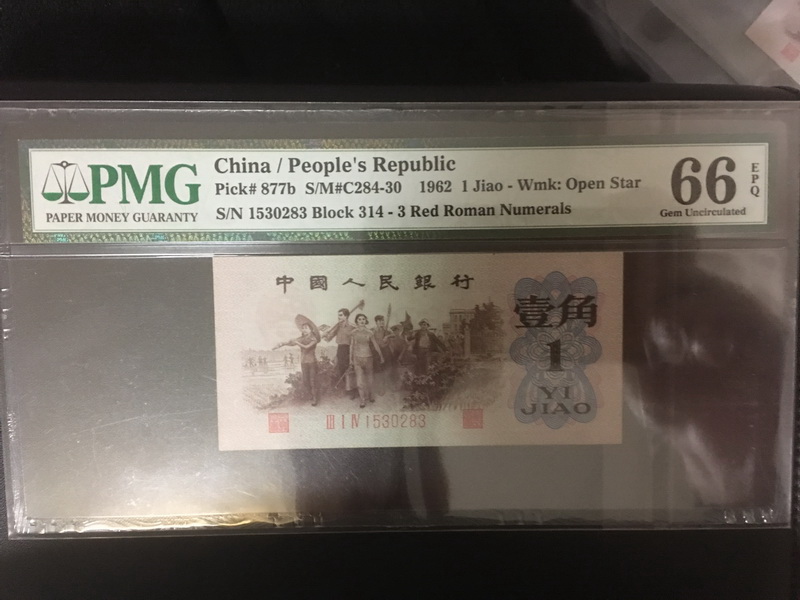 PMG
PAPER MONEY GUARANTY
China / People's Republic
Pick# 877b S/M#C284-30 1962 1 Jiao - Wmk: Open Star
S/N 1530283 Block 314 - 3 Red Roman Numerals
66
Gem Uncirculated
EPQ
中國人民銀行
壹角
1
YI
JIAO
III I IV 1530283